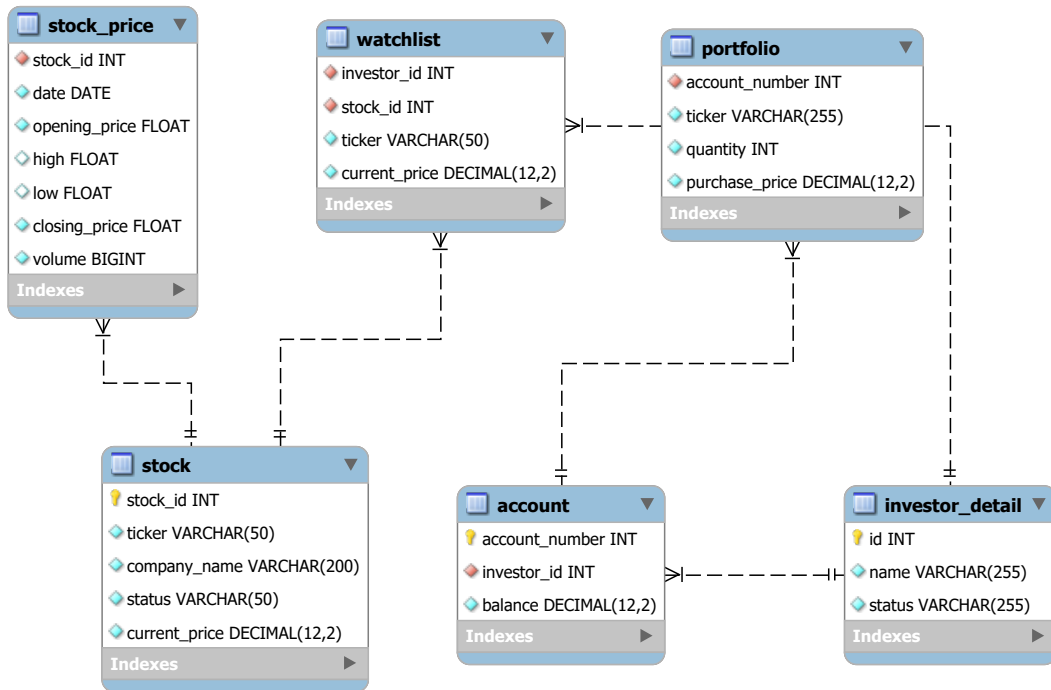 stock_price
stock_id INT
date DATE
opening_price FLOAT
high FLOAT
low FLOAT
closing_price FLOAT
volume BIGINT
Indexes
watchlist
investor_id INT
stock_id INT
ticker VARCHAR(50)
current_price DECIMAL(12,2)
Indexes
portfolio
account_number INT
ticker VARCHAR(255)
quantity INT
purchase_price DECIMAL(12,2)
Indexes
stock
stock_id INT
ticker VARCHAR(50)
company_name VARCHAR(200)
status VARCHAR(50)
current_price DECIMAL(12,2)
Indexes
account
account_number INT
investor_id INT
balance DECIMAL(12,2)
Indexes
investor_detail
id INT
name VARCHAR(255)
status VARCHAR(255)
Indexes